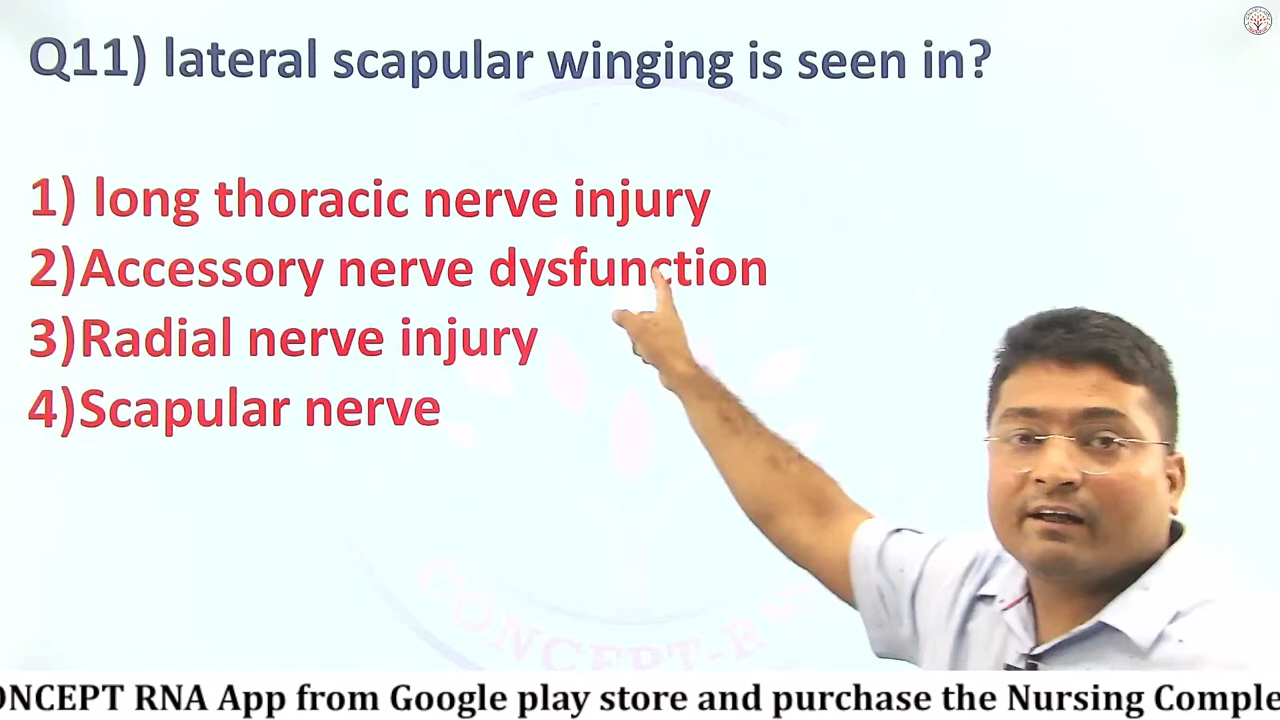 Q11) lateral scapular winging is seen in?
1) long thoracic nerve injury
2)Accessory nerve dysfunction
3)Radial nerve injury
4)Scapular nerve
ONCEPT RNA App from Google play store and purchase the Nursing Comple